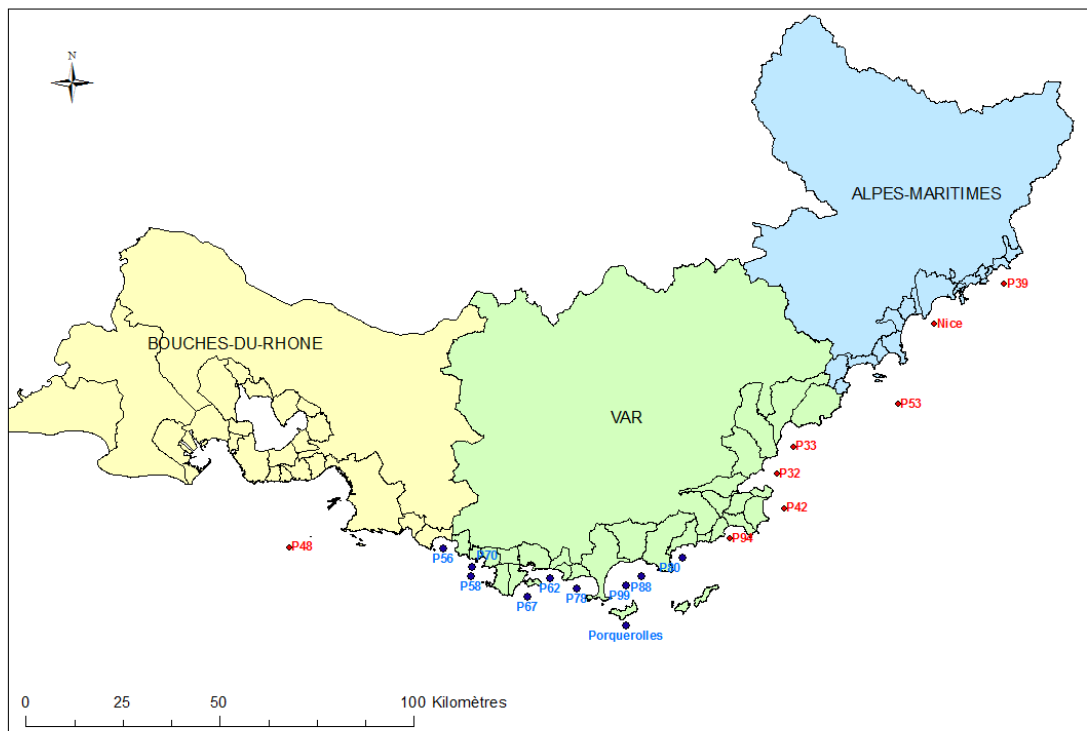 N
ALPES-MARITIMES
P39
Nice
BOUCHES-DU-RHONE
P53
VAR
P33
P32
P42
P94
P48
P56
P70
P80
P58
P62
P88
P78
P99
P67
Porquerolles
0 25 50 100 Kilomètres